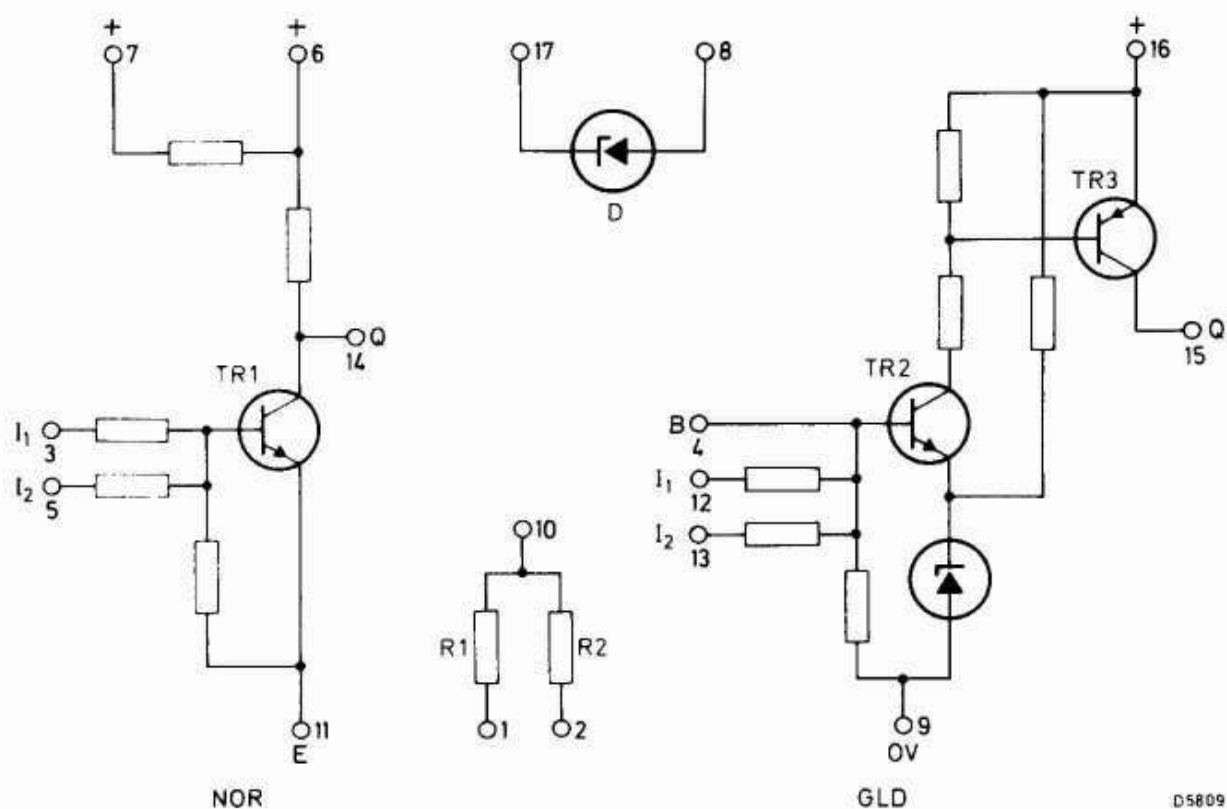 +
7
+
6
17
8
D
+
16
TR3
Q
15
Q
14
TR1
I₁
3
I₂
5
TR2
B
4
I₁
12
I₂
13
10
R1
R2
1
2
11
E
9
OV
NOR
GLD
D5809